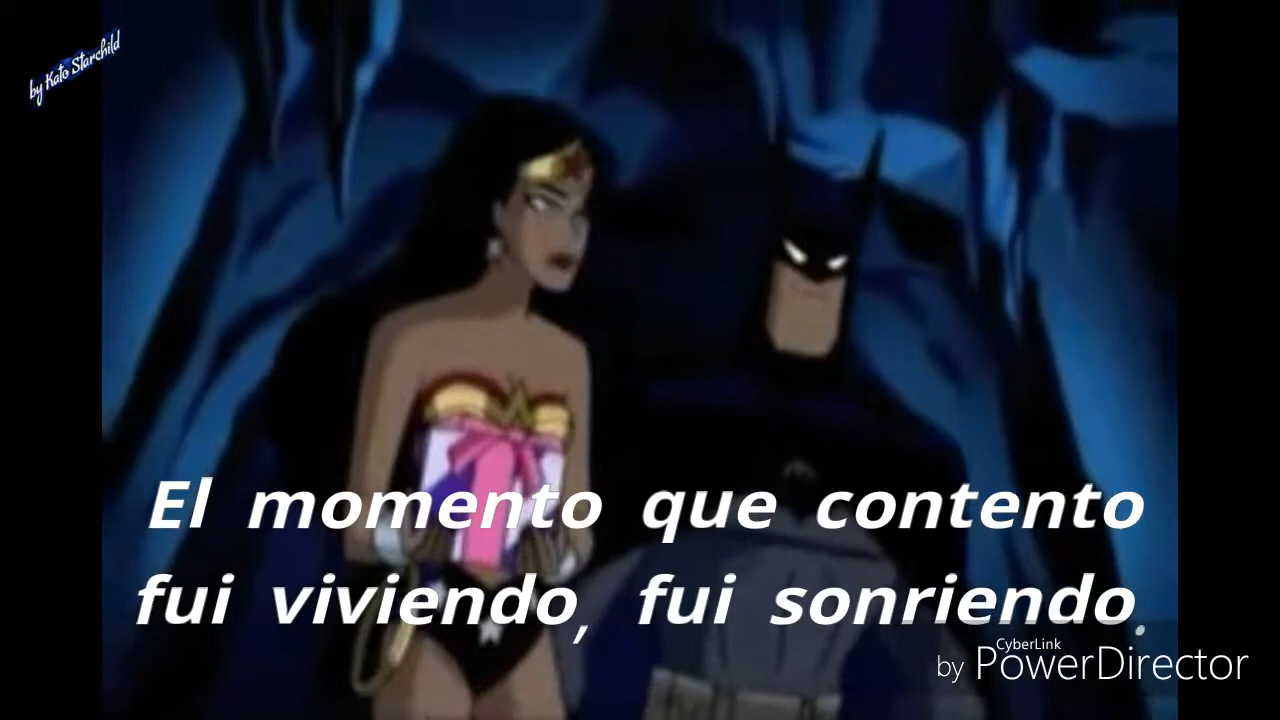 by Kato Starchild
El momento que contento
fui viviendo, fui sonriendo.
CyberLink
by PowerDirector